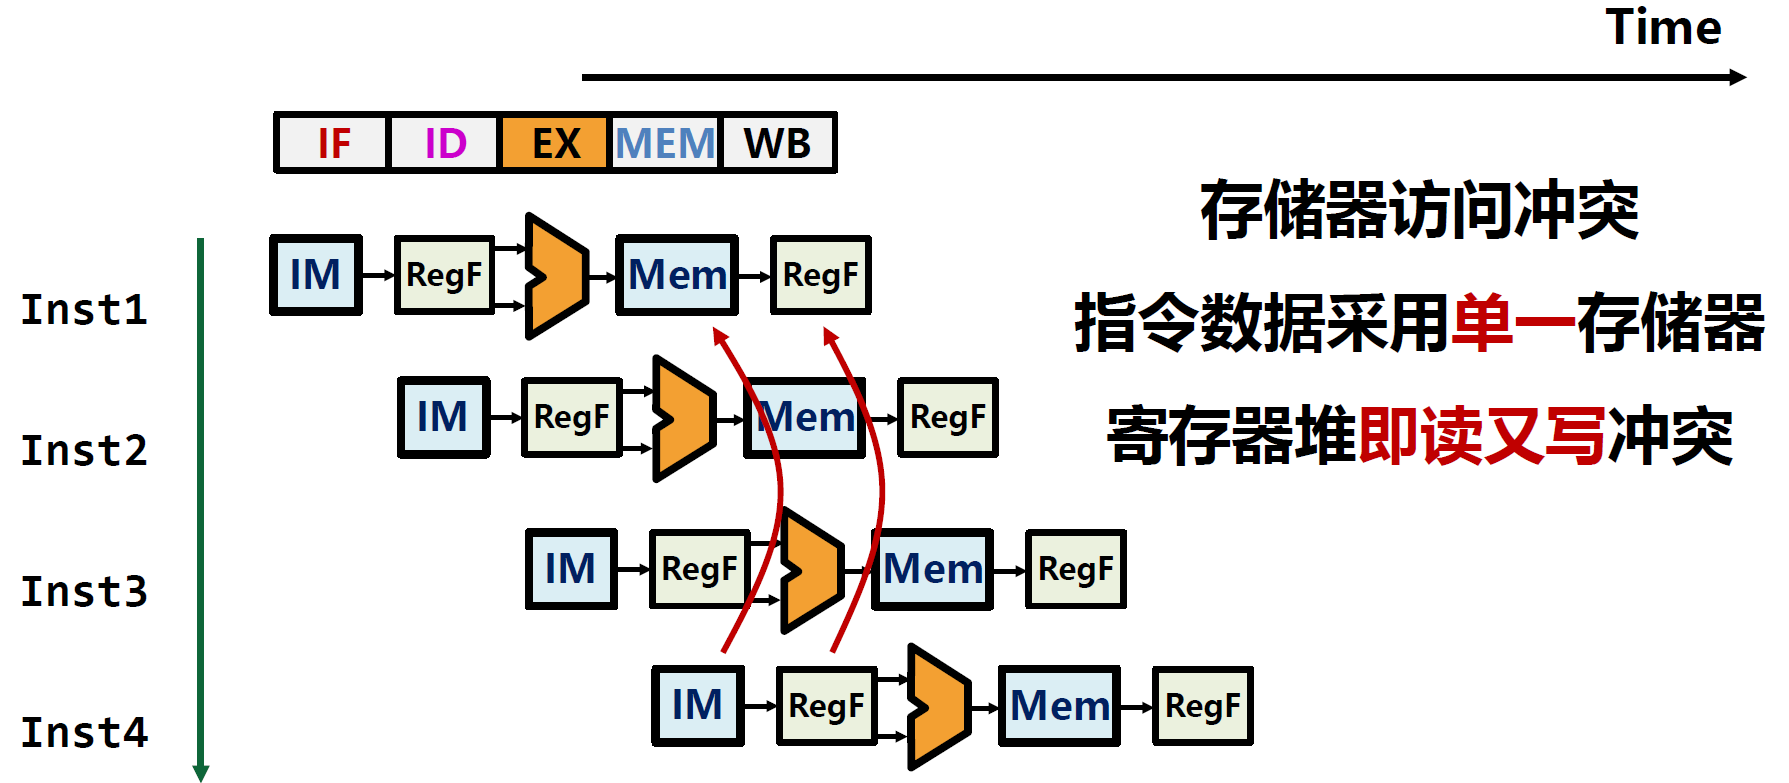 Time
IF ID EX MEM WB
存储器访问冲突
IM RegF Mem RegF
Inst1
指令数据采用单一存储器
IM RegF Mem RegF
Inst2
寄存器堆即读又写冲突
IM RegF Mem RegF
Inst3
IM RegF Mem RegF
Inst4